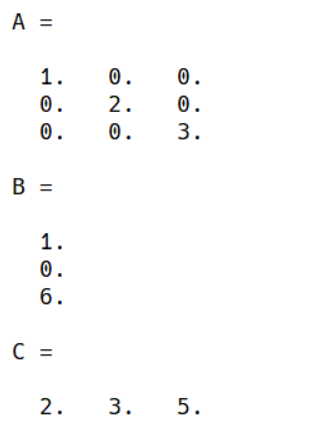 A =
1. 0. 0.
0. 2. 0.
0. 0. 3.
B =
1.
0.
6.
C =
2. 3. 5.